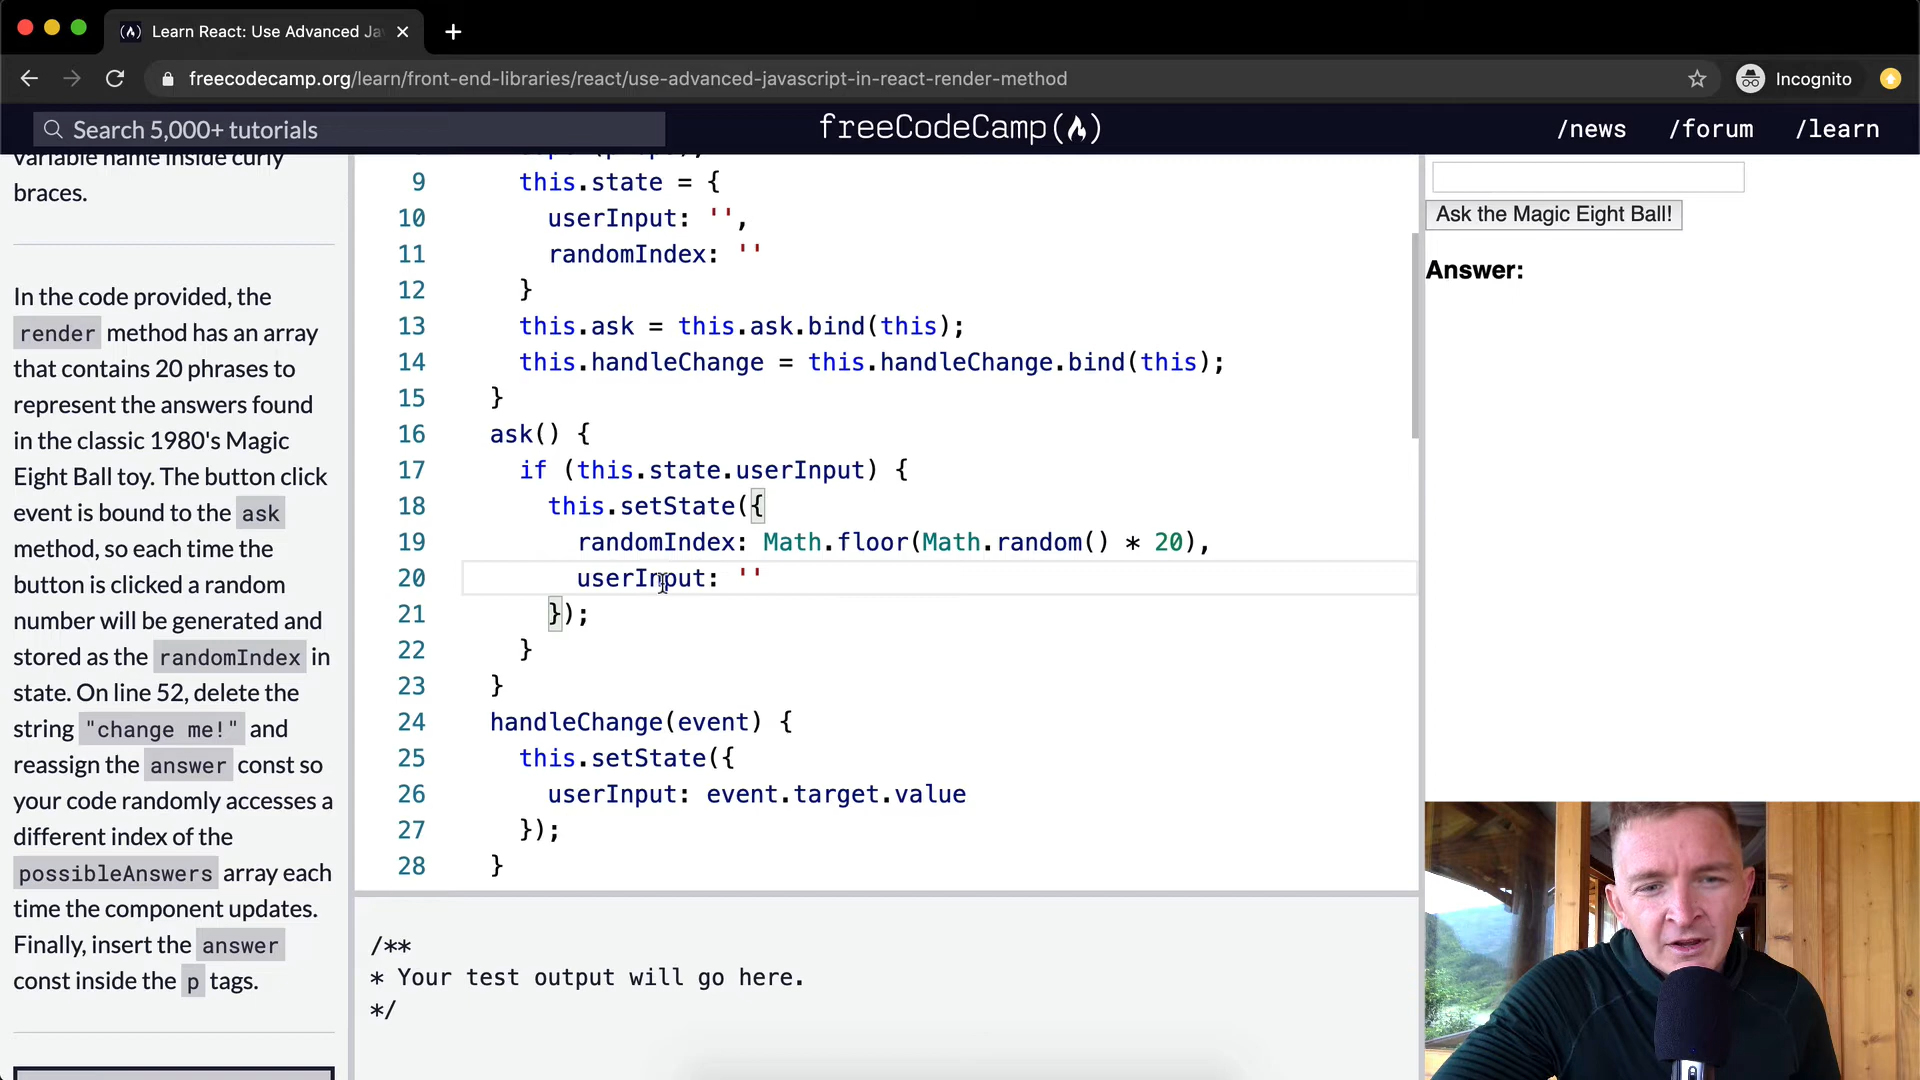 Learn React: Use Advanced Ja
freecodecamp.org/learn/front-end-libraries/react/use-advanced-javascript-in-react-render-method
Incognito
Search 5,000+ tutorials
freeCodeCamp
/news
/forum
/learn
variable name inside curly
braces.
In the code provided, the
render method has an array
that contains 20 phrases to
represent the answers found
in the classic 1980's Magic
Eight Ball toy. The button click
event is bound to the ask
method, so each time the
button is clicked a random
number will be generated and
stored as the randomIndex in
state. On line 52, delete the
string "change me!" and
reassign the answer const so
your code randomly accesses a
different index of the
possibleAnswers array each
time the component updates.
Finally, insert the answer
const inside the p tags.
9 this.state = {
10 userInput: '',
11 randomIndex: ''
12 }
13 this.ask = this.ask.bind(this);
14 this.handleChange = this.handleChange.bind(this);
15 }
16 ask() {
17 if (this.state.userInput) {
18 this.setState({
19 randomIndex: Math.floor(Math.random() * 20),
20 userInput: ''
21 });
22 }
23 }
24 handleChange(event) {
25 this.setState({
26 userInput: event.target.value
27 });
28 }
/**
* Your test output will go here.
*/
Ask the Magic Eight Ball!
Answer: